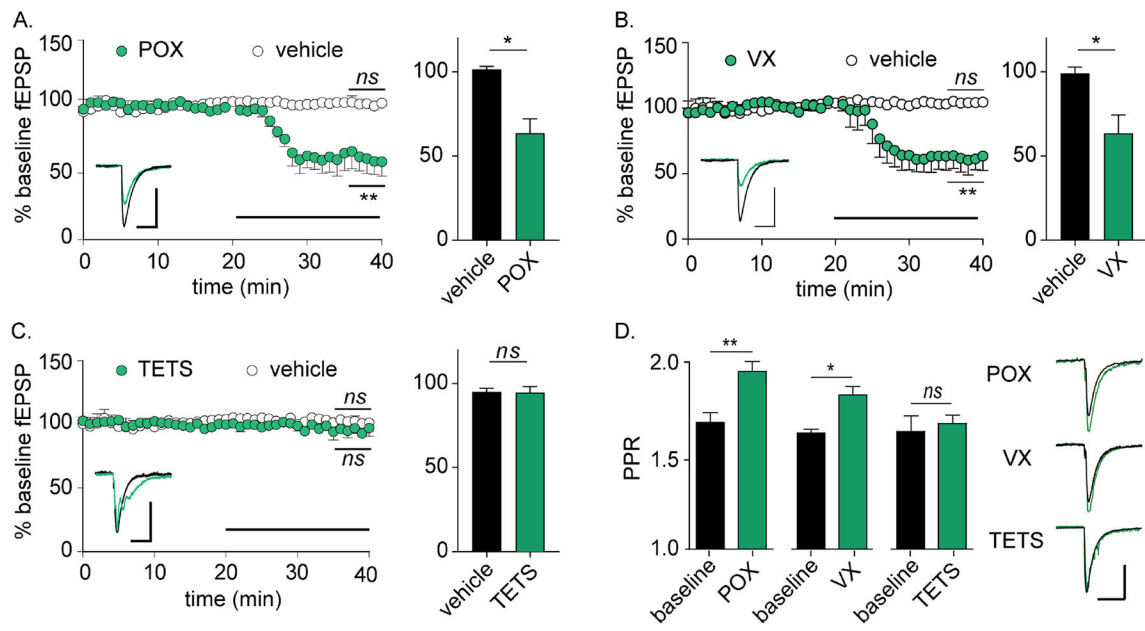 A.
150
POX
vehicle
ns
100
50
0
**
% baseline fEPSP
0 10 20 30 40
time (min)
*
100
50
0
vehicle
POX
B.
150
VX
vehicle
ns
100
50
0
**
% baseline fEPSP
0 10 20 30 40
time (min)
*
100
50
0
vehicle
VX
C.
150
TETS
vehicle
ns
100
50
0
ns
% baseline fEPSP
0 10 20 30 40
time (min)
ns
100
50
0
vehicle
TETS
D.
**
*
ns
2.0
1.5
1.0
PPR
baseline
POX
baseline
VX
baseline
TETS
POX
VX
TETS